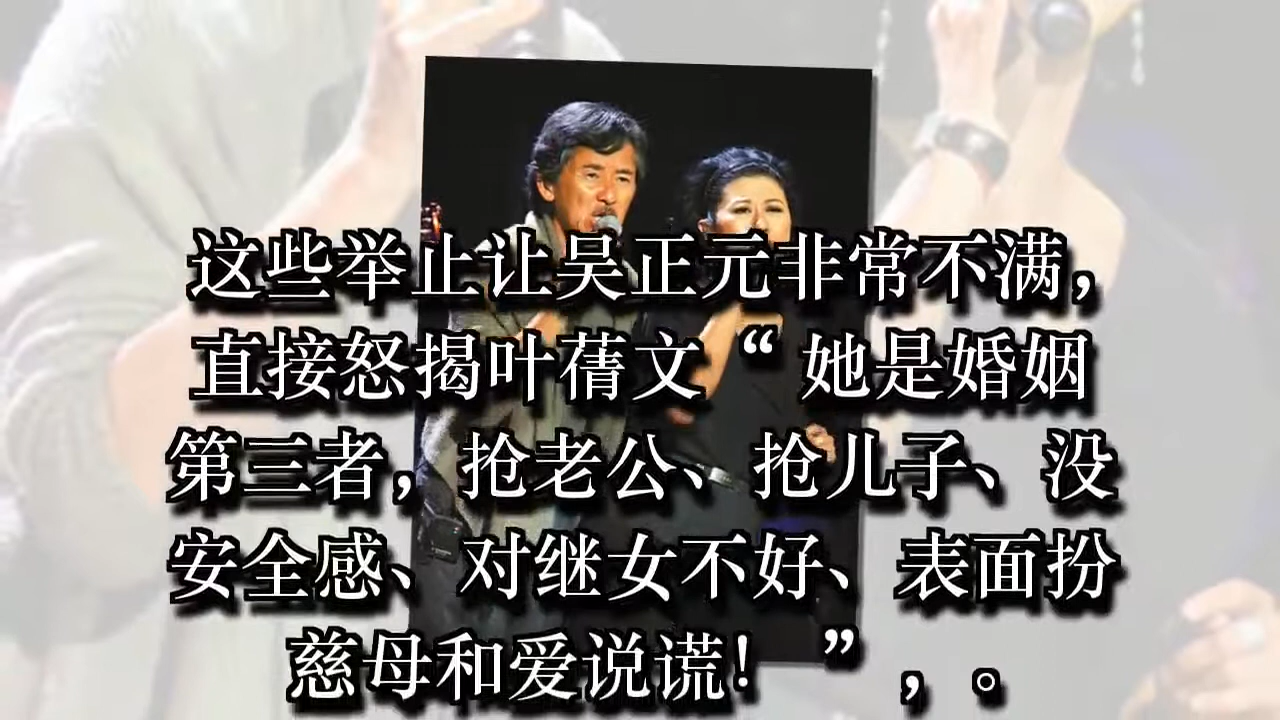 这些举止让吴正元非常不满，
直接怒揭叶蒨文“她是婚姻
第三者，抢老公、抢儿子、没
安全感、对继女不好、表面扮
慈母和爱说谎！”，。